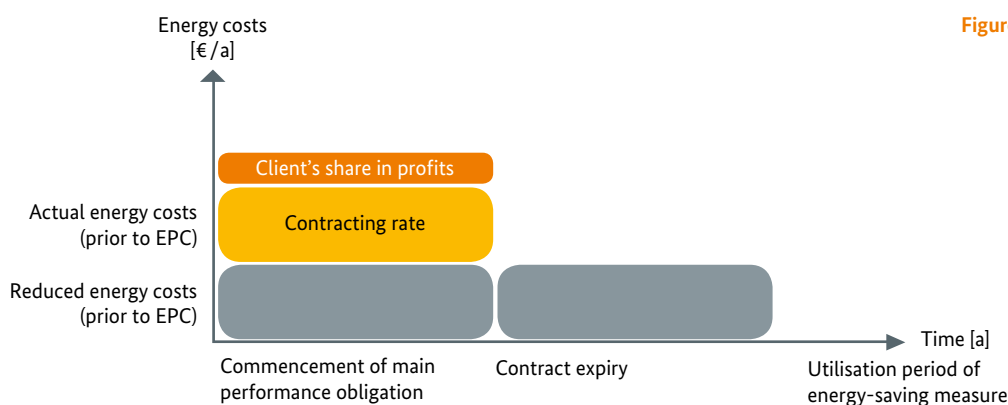 Energy costs
[€/a]
Figur
Client's share in profits
Actual energy costs
(prior to EPC)
Contracting rate
Reduced energy costs
(prior to EPC)
Time [a]
Commencement of main
performance obligation
Contract expiry
Utilisation period of
energy-saving measure